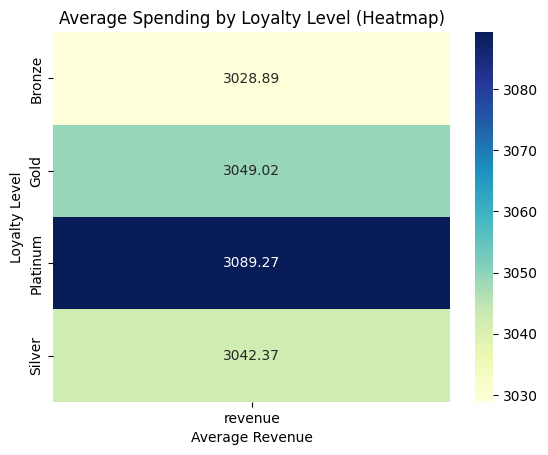 Average Spending by Loyalty Level (Heatmap)
Loyalty Level
Bronze
3028.89
Gold
3049.02
Platinum
3089.27
Silver
3042.37
revenue
Average Revenue
3080
3070
3060
3050
3040
3030